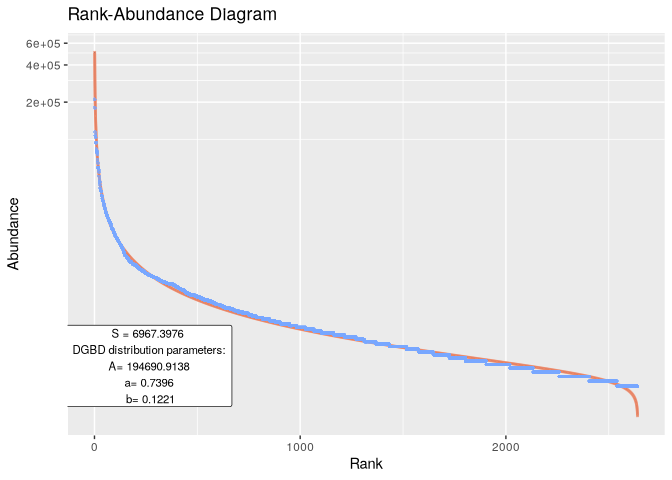 Rank-Abundance Diagram
6e+05
4e+05
2e+05
Abundance
S = 6967.3976
DGBD distribution parameters:
A= 194690.9138
a= 0.7396
b= 0.1221
0 1000 2000
Rank